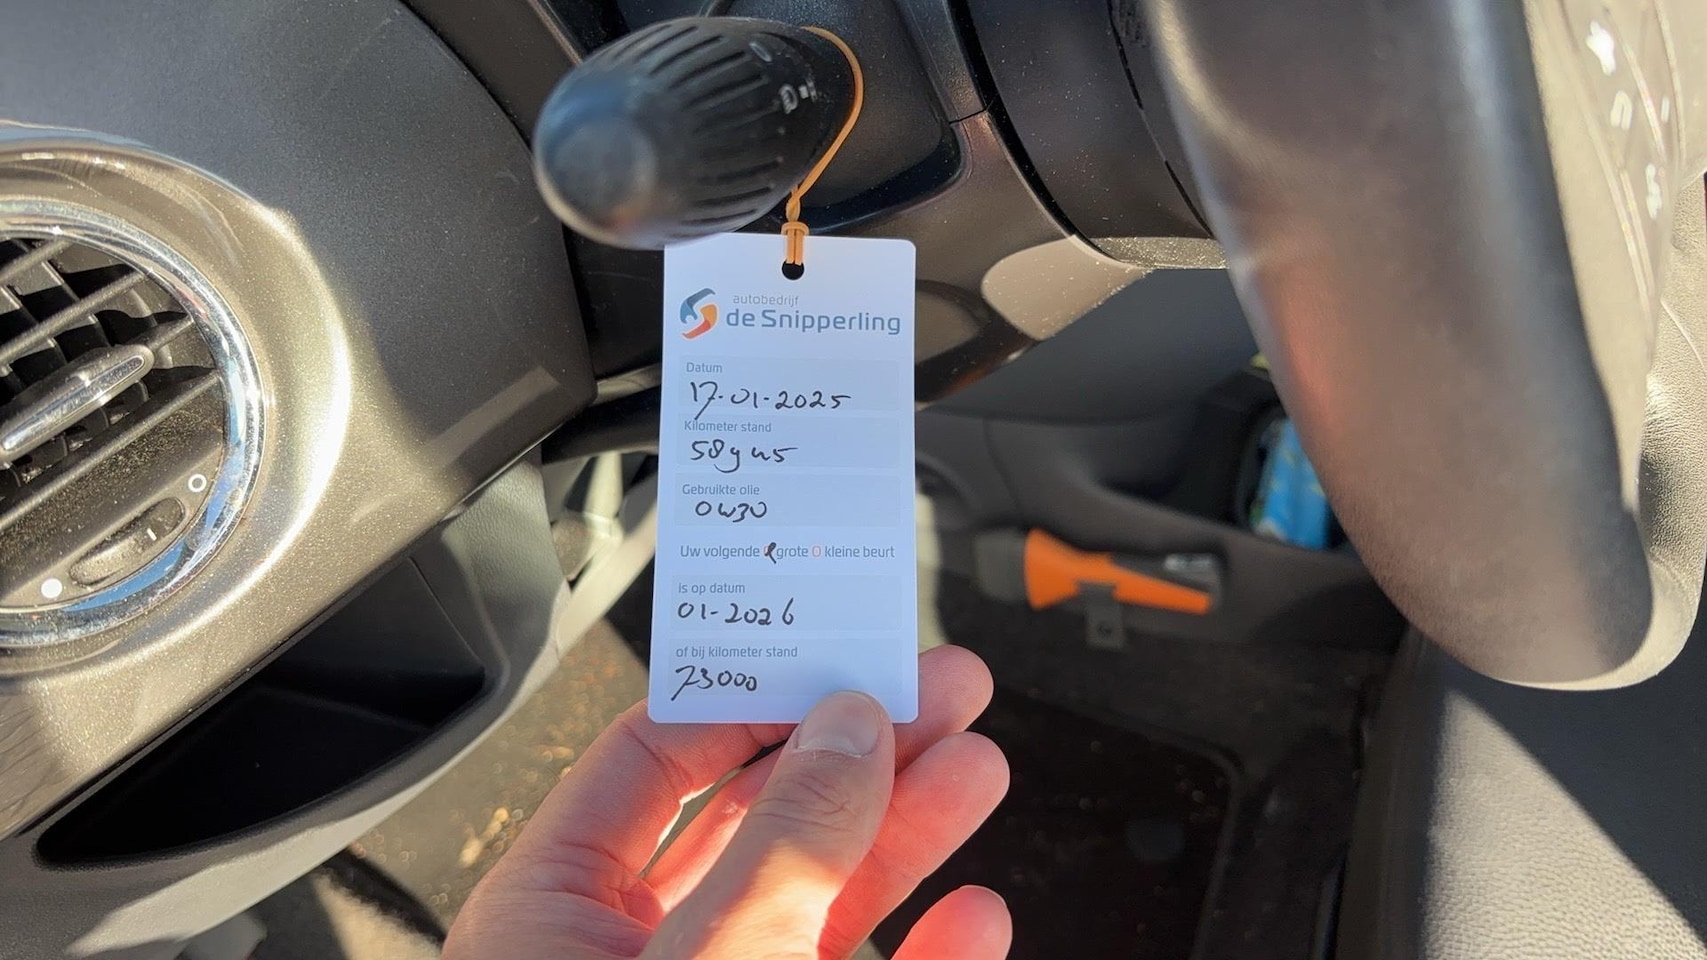 autobedrijf
de Snipperling
Datum
17-01-2025
Kilometer stand
58945
Gebruikte olie
0W30
Uw volgende O grote O kleine beurt
is op datum
01-2026
of bij kilometer stand
73000